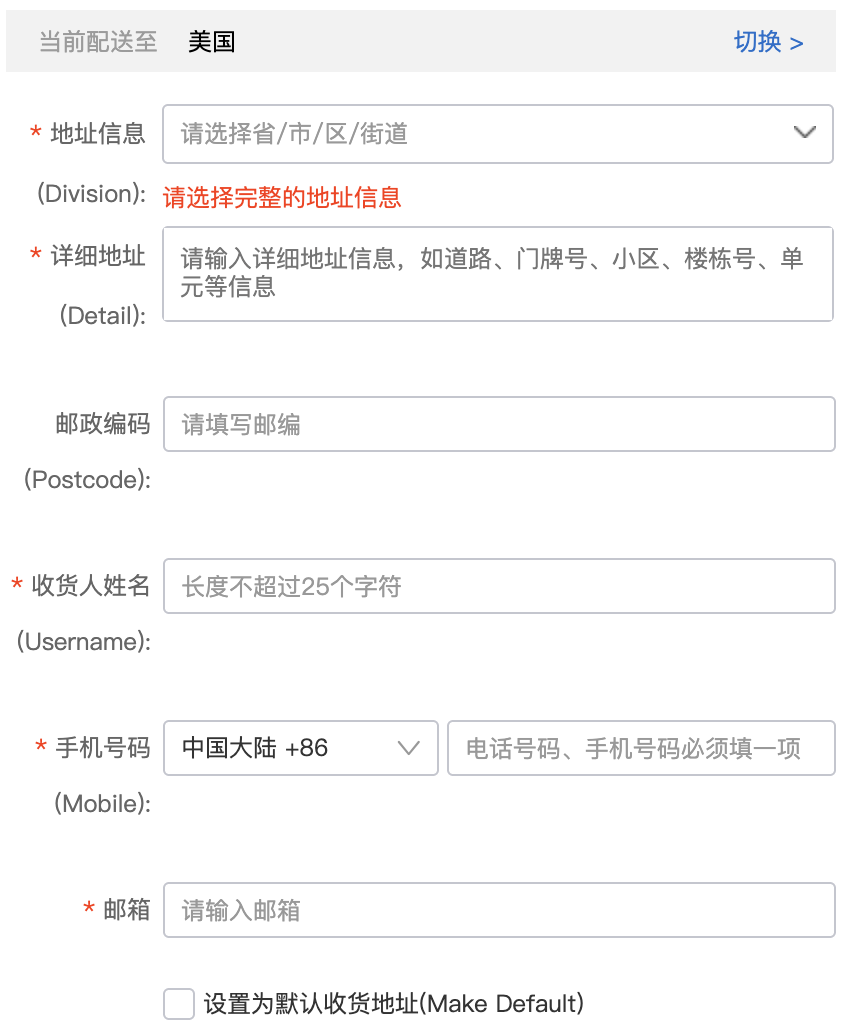 当前配送至 美国 切换 >
* 地址信息 请选择省/市/区/街道
(Division): 请选择完整的地址信息
* 详细地址 请输入详细地址信息，如道路、门牌号、小区、楼栋号、单
元等信息
(Detail):
邮政编码 请填写邮编
(Postcode):
* 收货人姓名 长度不超过25个字符
(Username):
* 手机号码 中国大陆 +86 电话号码、手机号码必须填一项
(Mobile):
* 邮箱 请输入邮箱
设置为默认收货地址(Make Default)